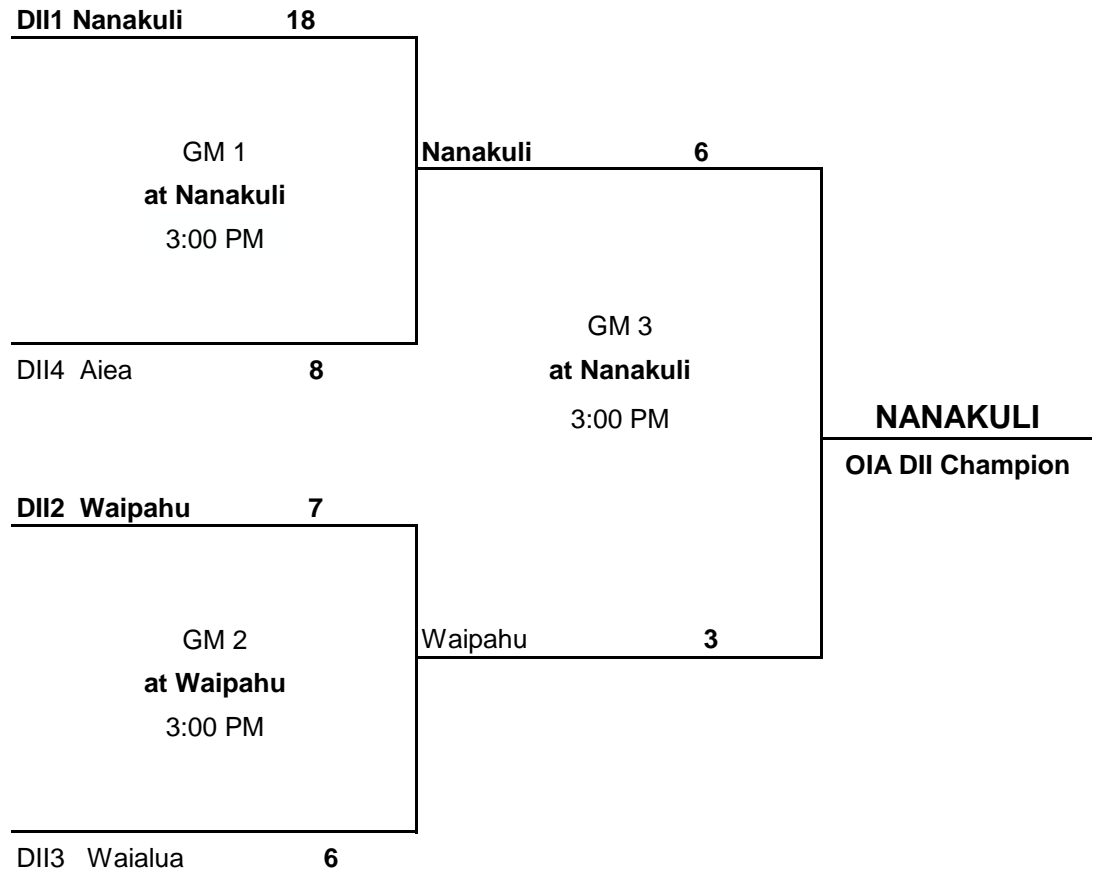 DII1 Nanakuli 18
GM 1
at Nanakuli
3:00 PM
DII4 Aiea 8
Nanakuli 6
GM 3
at Nanakuli
3:00 PM
NANAKULI
OIA DII Champion
DII2 Waipahu 7
GM 2
at Waipahu
3:00 PM
Waipahu 3
DII3 Waialua 6